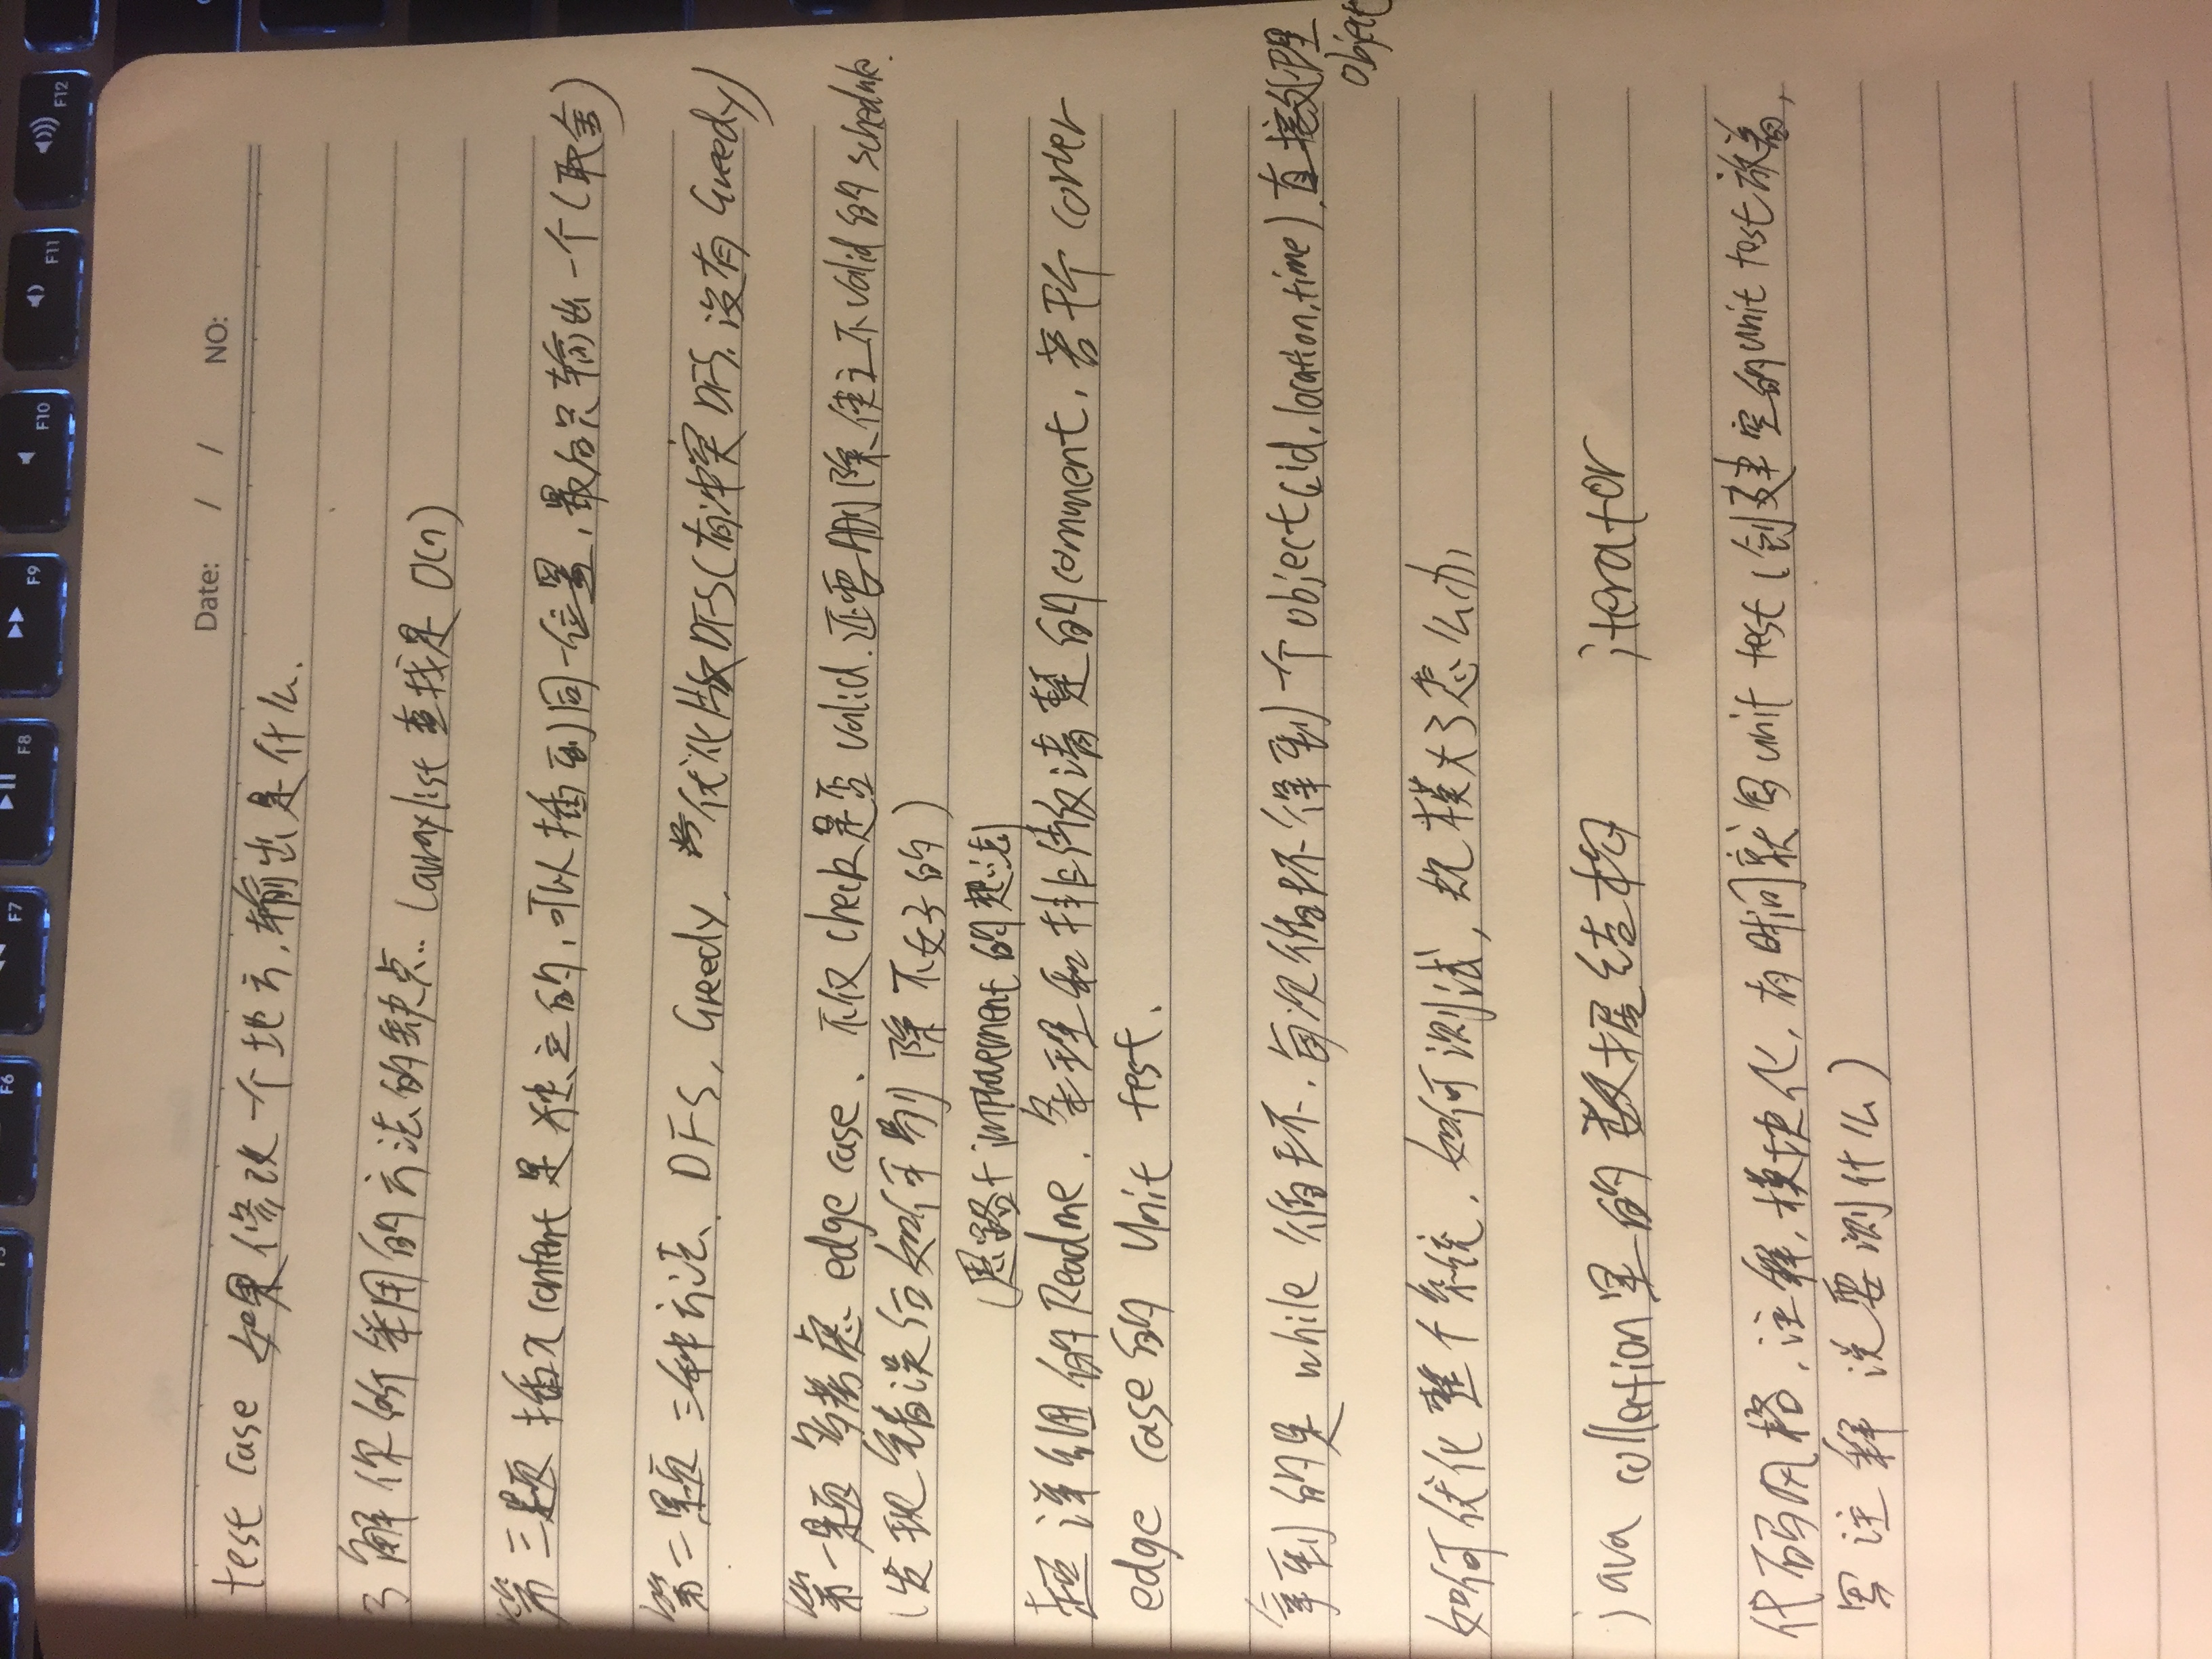 F6 F7 F8 F9 F10 F11 F12
Date: / / NO:
test case 如果修改一个地方,输出是什么.
了解你所采用的方法的缺点.. (arraylist 查找是 O(n)
第三题 插入content是独立的,可以插到同一位置,最后只输出一个(取舍)
第二题 三种方法、DFS, Greedy, 优化版DFS(有冲突DFS.没有Greedy)
第一题 多考虑 edge case. 不仅check是否valid.还要删除使之不valid的schedule.
(发现错误后如何剔除不好的)
(思路+improvement的想法)
超详细的Readme.条理和排版清楚的comment,若干个corner
edge case的 Unit test.
拿到的是 while 循环.每次循环得到一个object(id,location,time).直接处理
object
如何优化整个系统.如何测试,规模大了怎么办
java collection里的数据结构 iterator
代码风格.注释,模块化,有时间就写unit test(创建空的unit test放着,
写注释 说要测什么)